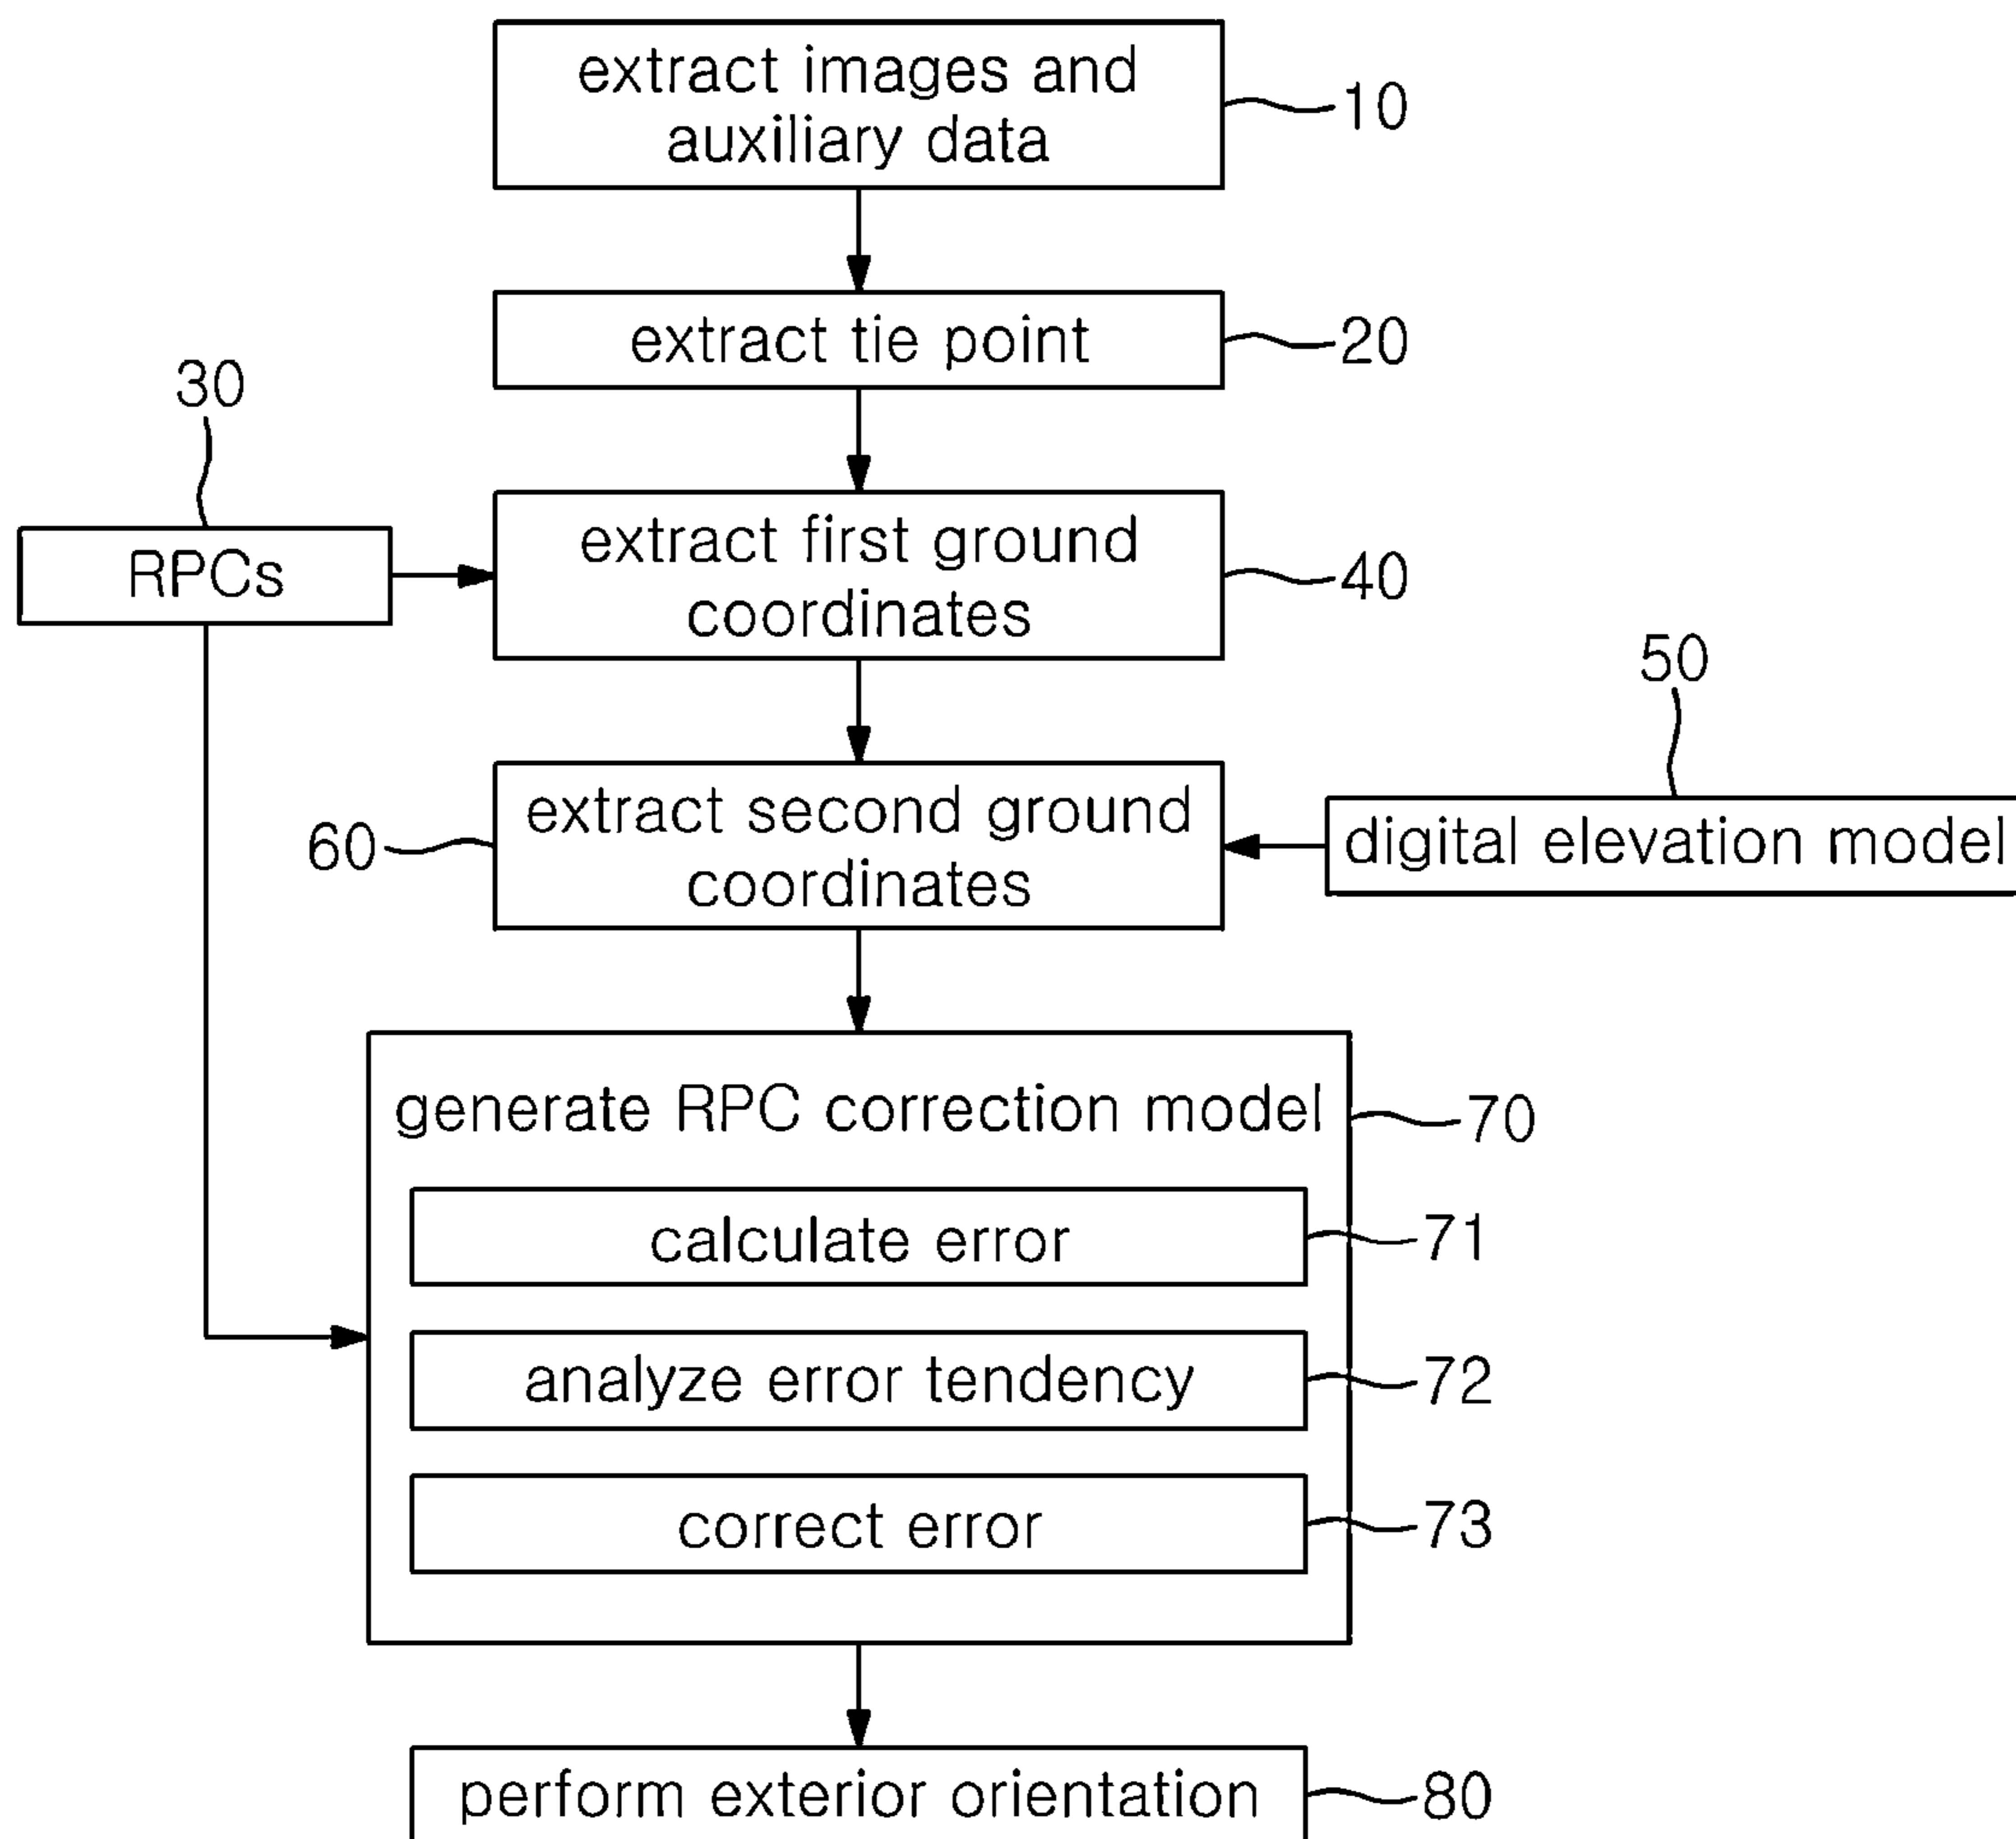 extract images and
auxiliary data
10
extract tie point
20
30
RPCs
extract first ground
coordinates
40
50
60
extract second ground
coordinates
digital elevation model
generate RPC correction model
70
calculate error
71
analyze error tendency
72
correct error
73
perform exterior orientation
80